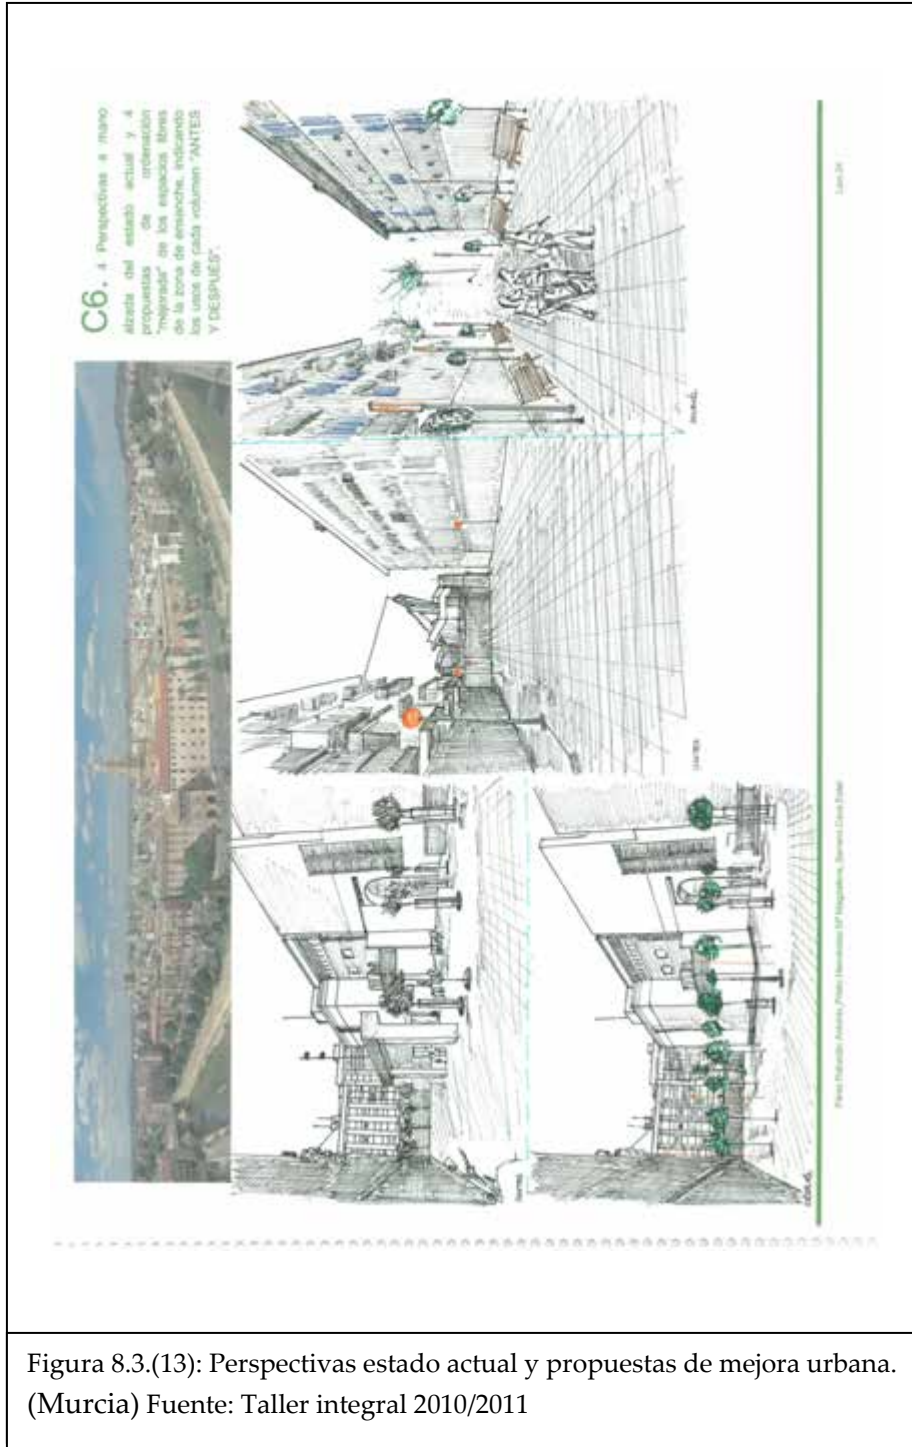 C6. 4 Perspectivas a mano
alzada del estado actual y 4
propuestas de ordenación
"mejorada" de los espacios libres
de la zona de ensanche, indicando
los usos de cada volumen "ANTES
Y DESPUÉS".
Figura 8.3.(13): Perspectivas estado actual y propuestas de mejora urbana.
(Murcia) Fuente: Taller integral 2010/2011